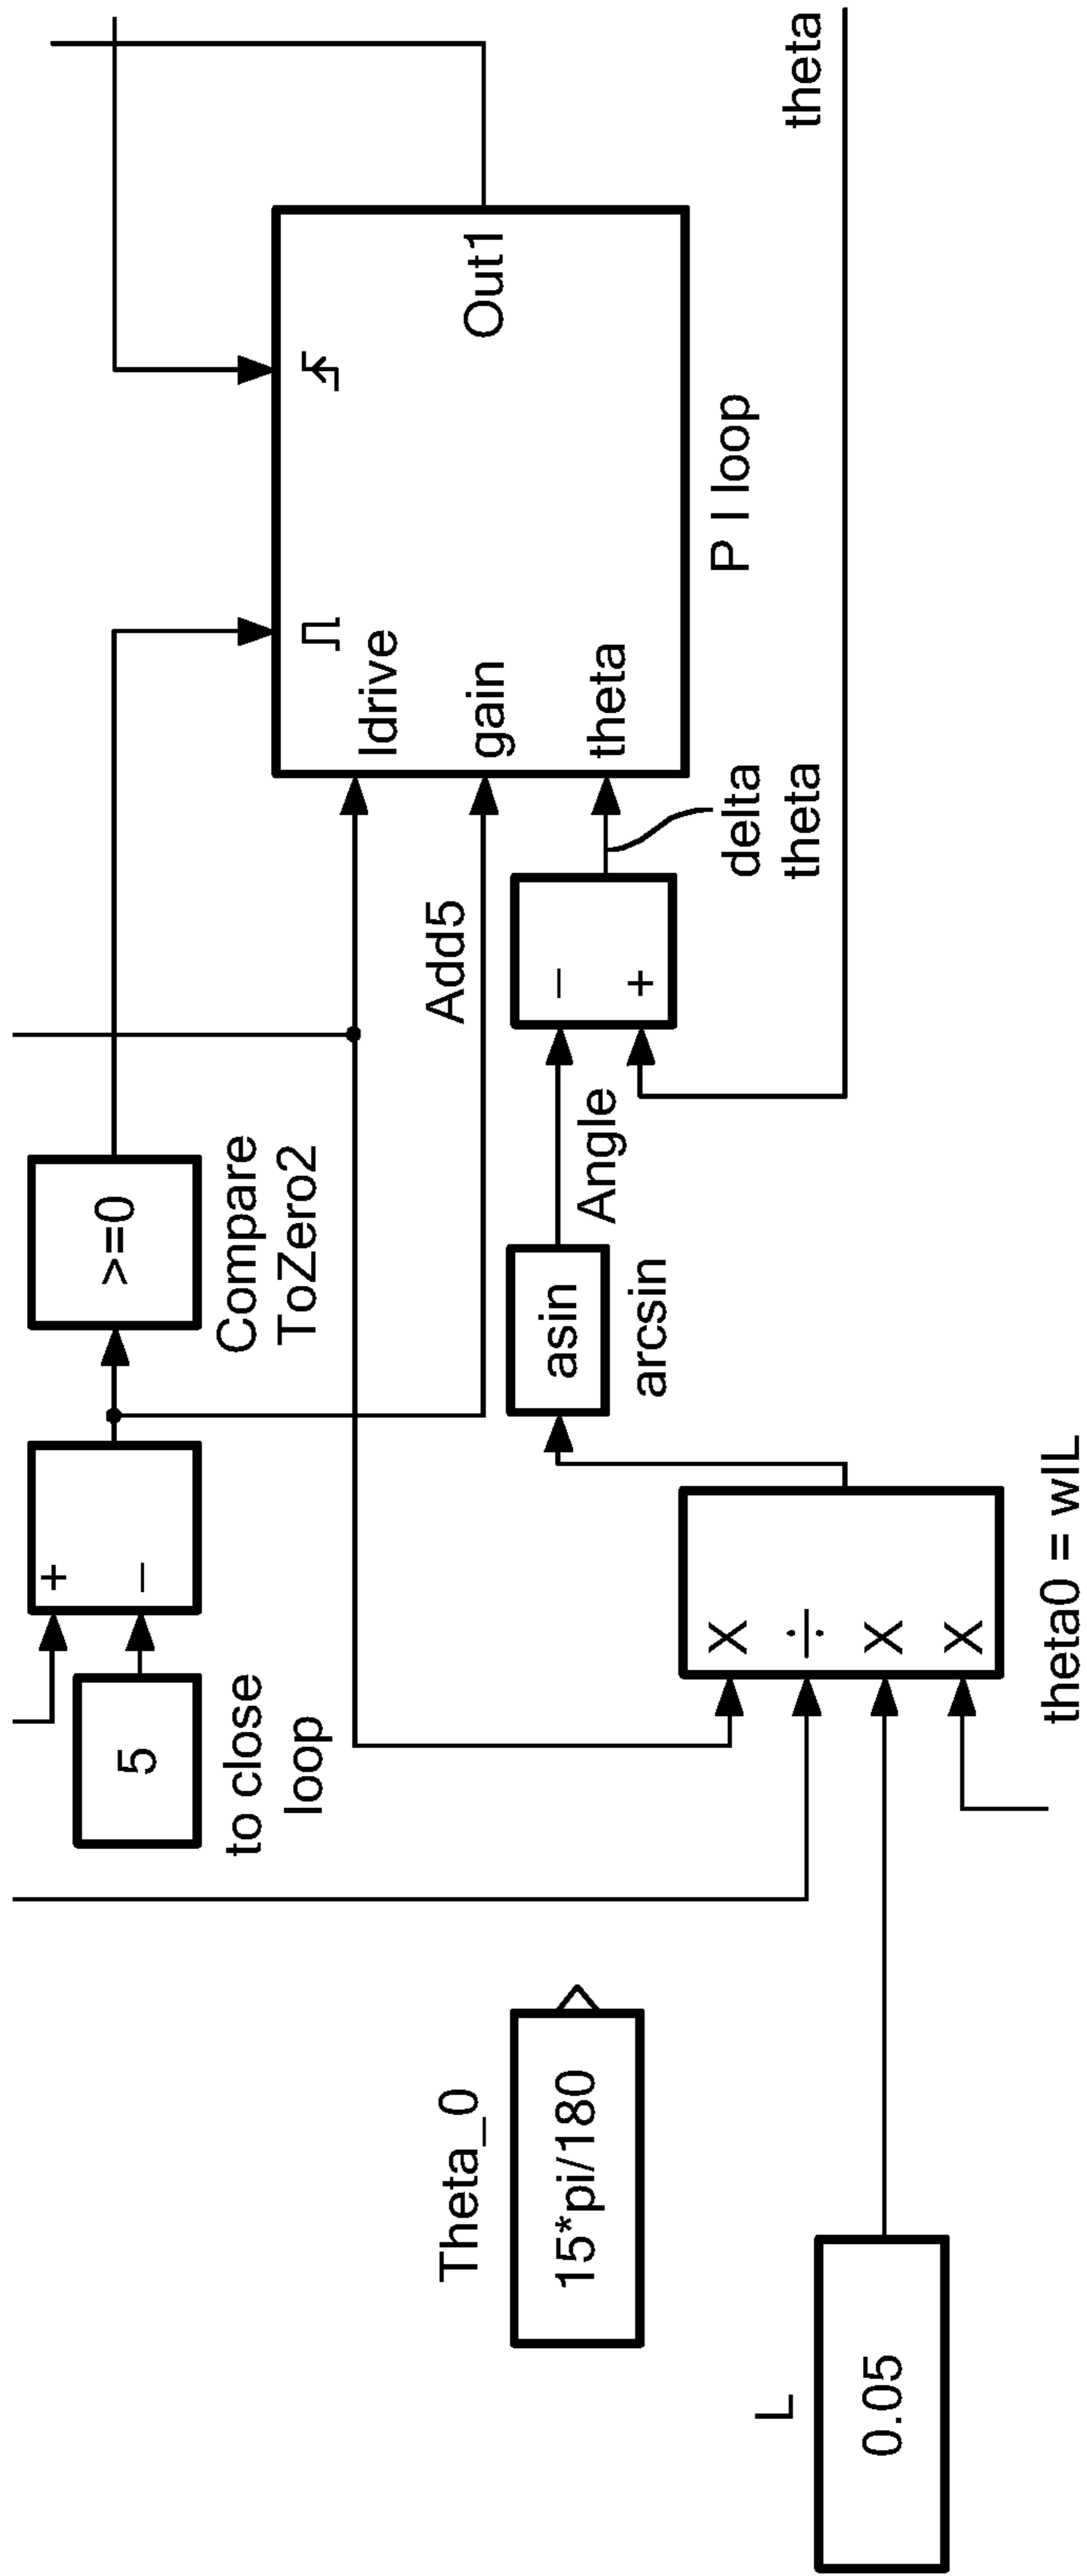 5
to close
loop
+
−
>=0
Compare
ToZero2
Idrive
gain
theta
Out1
P I loop
Add5
−
+
delta
theta
theta
Angle
asin
arcsin
X
÷
X
X
theta0 = wIL
Theta_0
15*pi/180
L
0.05